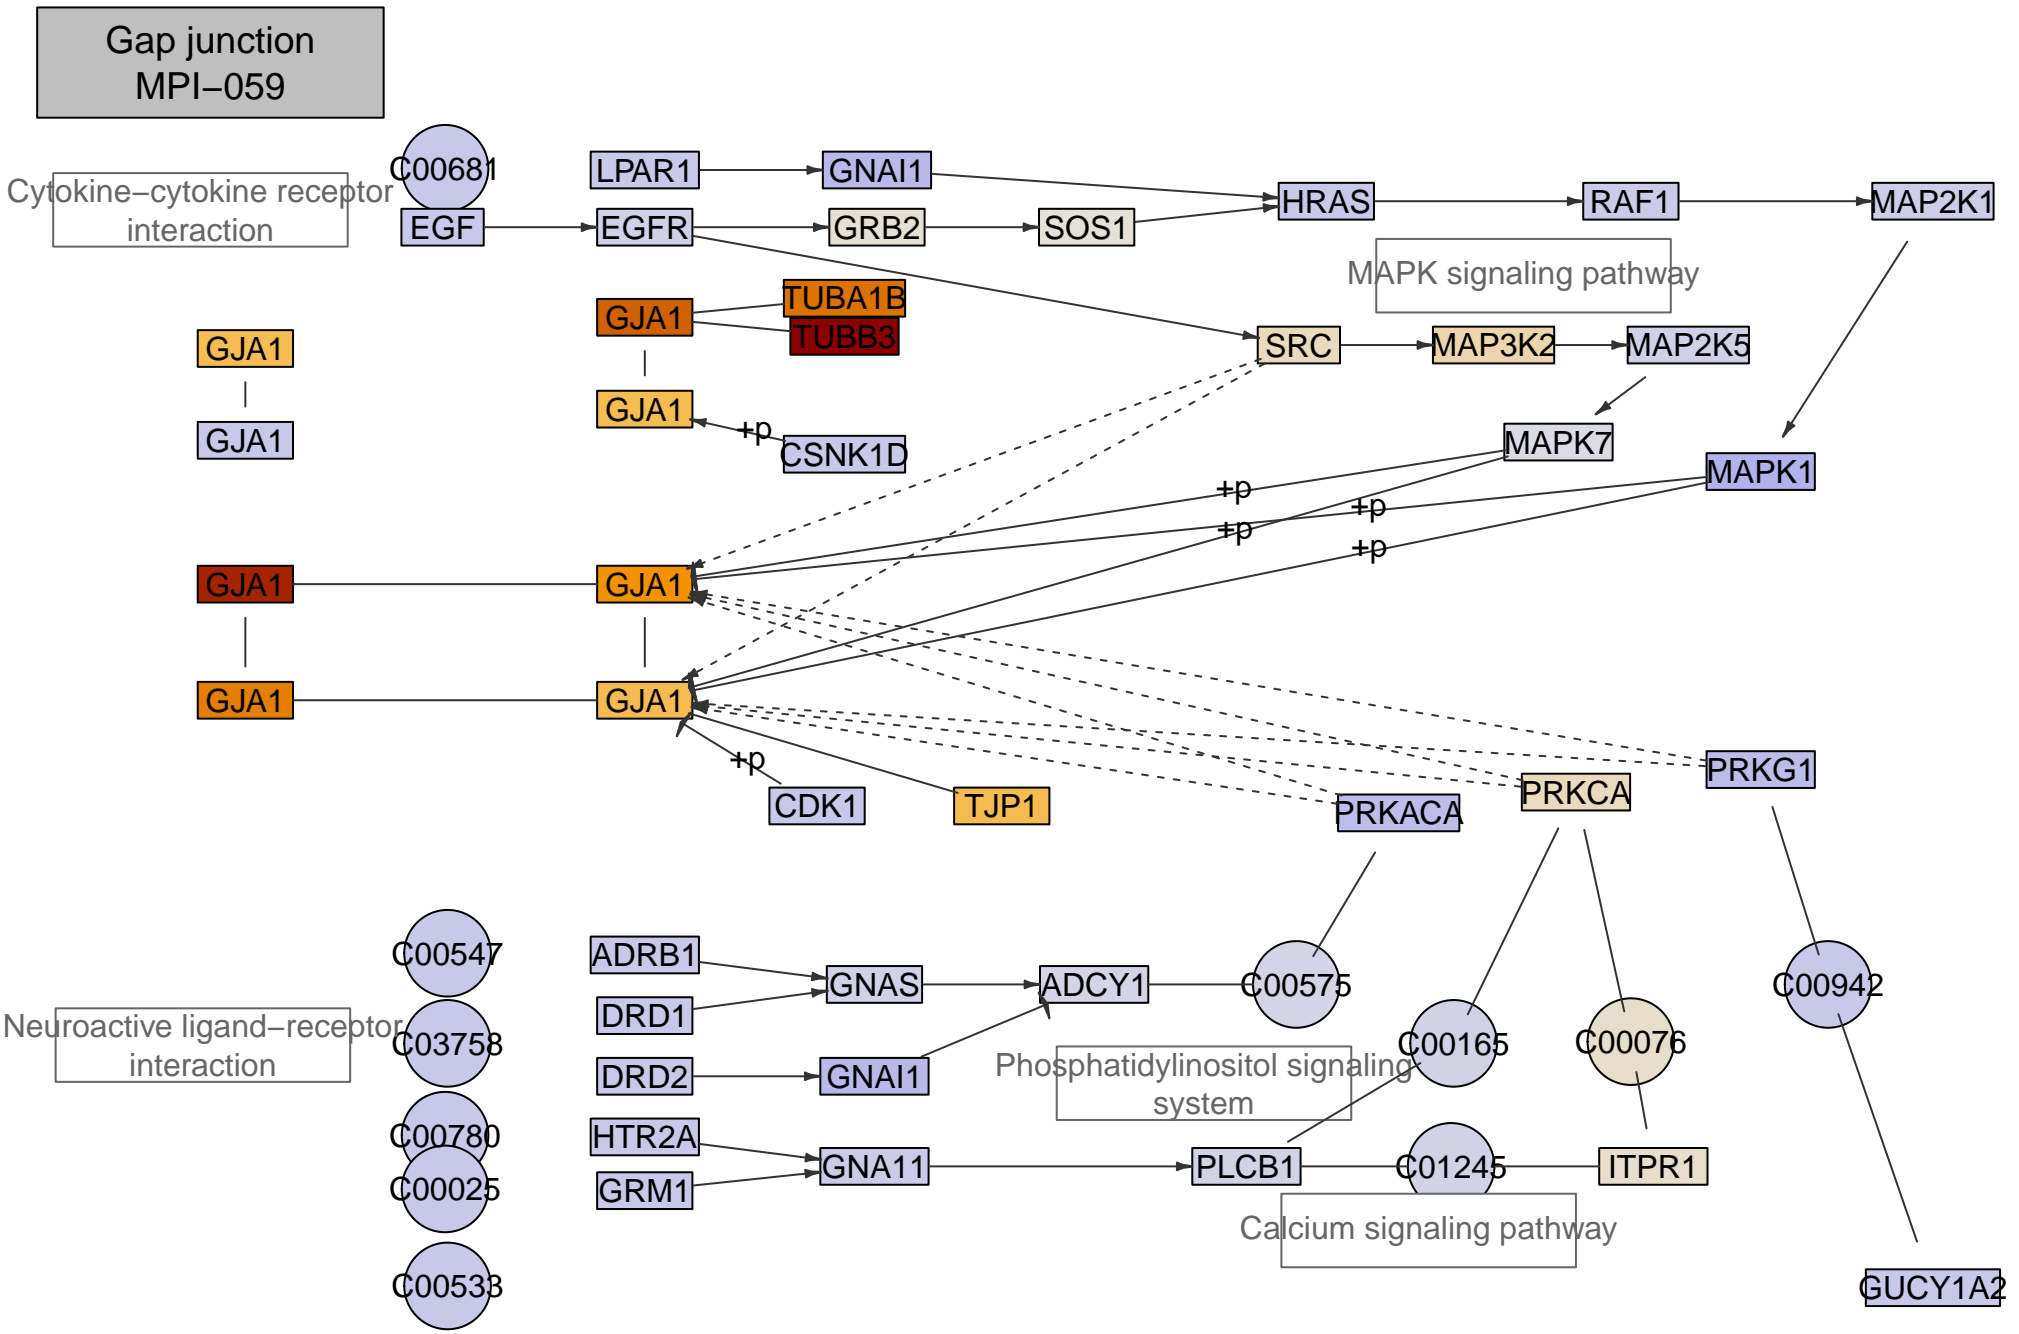 Gap junction
MPI−059
C00681
Cytokine−cytokine receptor
interaction
LPAR1
GNAI1
HRAS
RAF1
MAP2K1
EGF
EGFR
GRB2
SOS1
MAPK signaling pathway
TUBA1B
GJA1
TUBB3
GJA1
SRC
MAP3K2
MAP2K5
GJA1
+p
CSNK1D
GJA1
MAPK7
MAPK1
+p
+p
+p
+p
GJA1
GJA1
GJA1
GJA1
+p
CDK1
TJP1
PRKACA
PRKCA
PRKG1
C00547
ADRB1
GNAS
ADCY1
C00575
C00942
Neuroactive ligand−receptor
interaction
DRD1
C03758
C00165
C00076
DRD2
GNAI1
Phosphatidylinositol signaling
system
C00780
HTR2A
GNA11
PLCB1
C01245
ITPR1
C00025
GRM1
Calcium signaling pathway
C00533
GUCY1A2